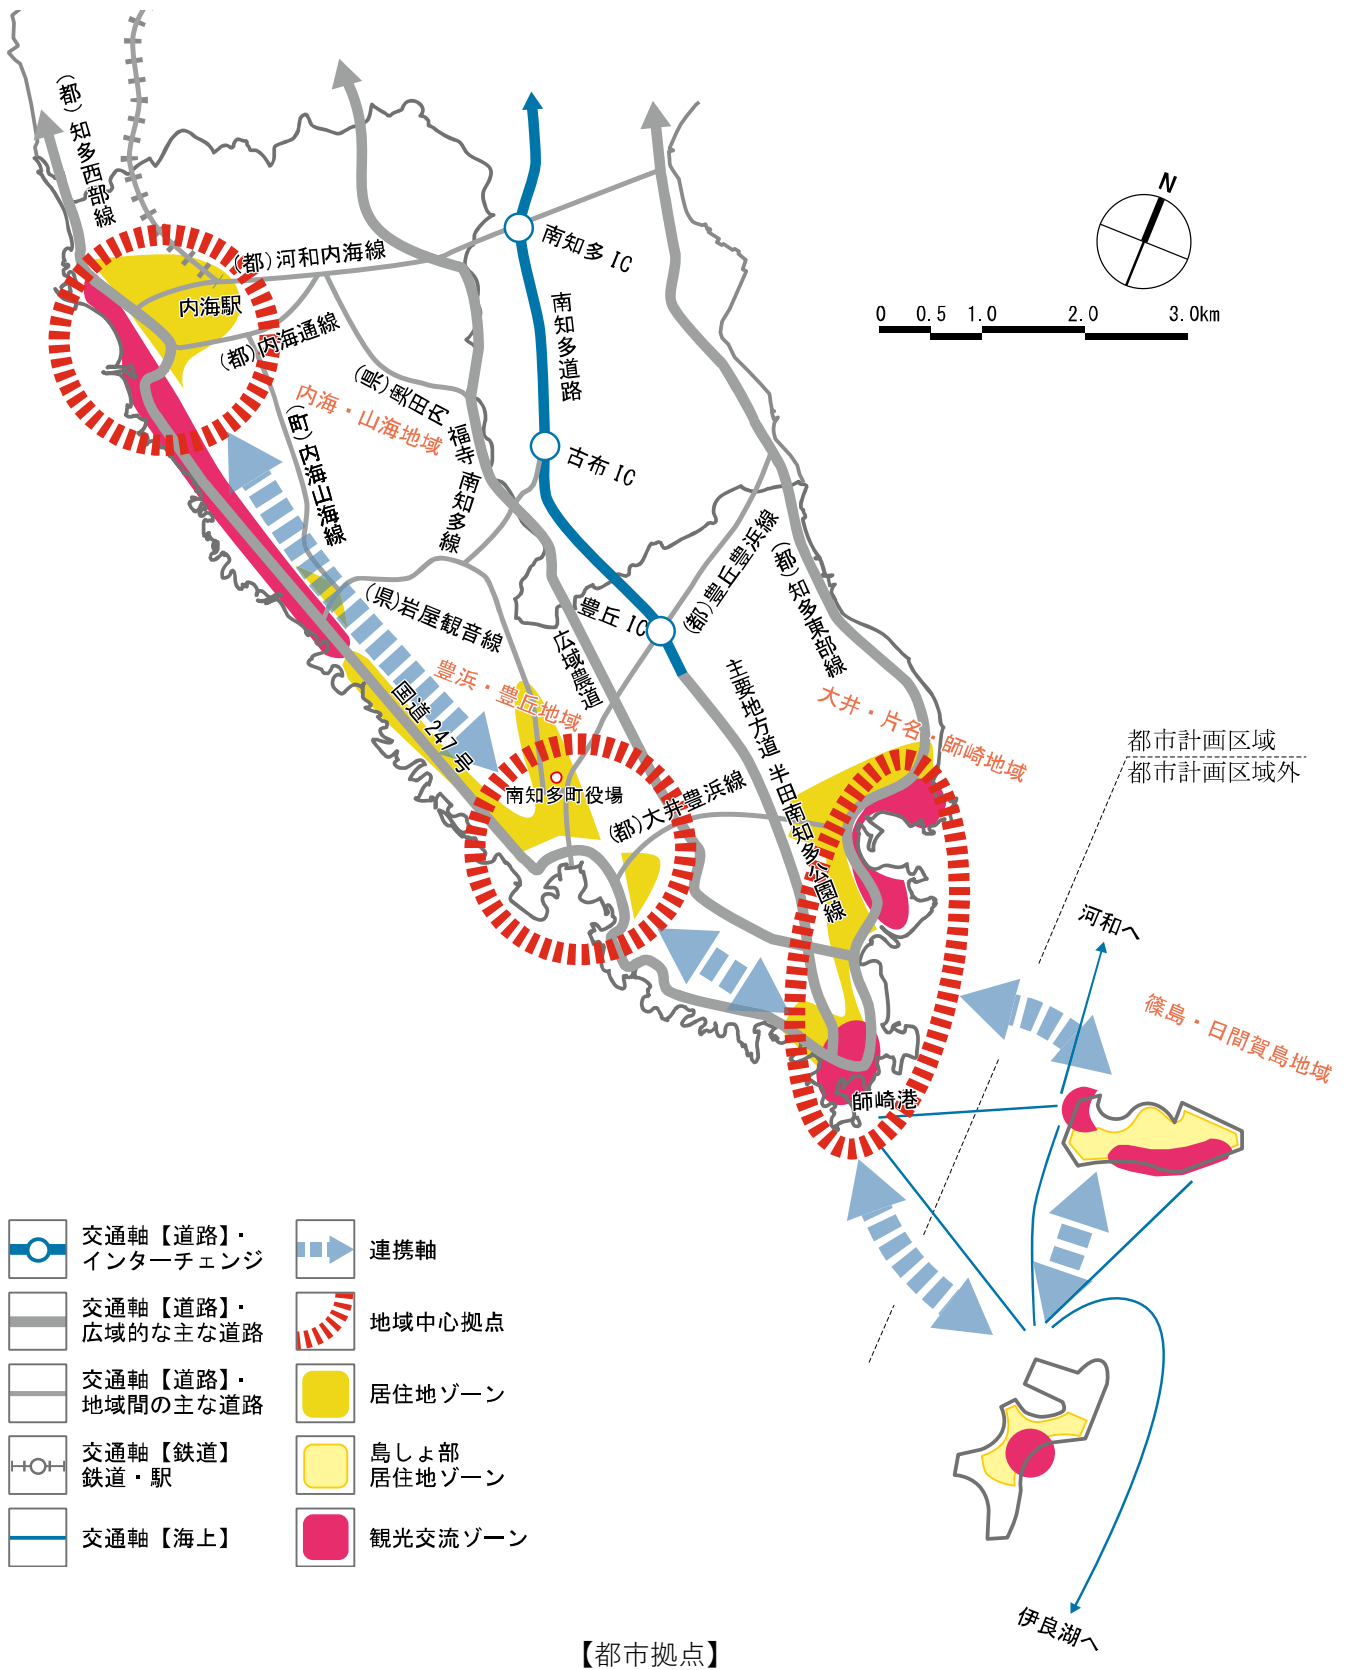 (都)知多西部線
N
(都)河和内海線
南知多 IC
内海駅
南知多道路
0 0.5 1.0 2.0 3.0km
(都)内海通線
(県)奥田内
福寺 南知多線
内海・山海地域
(町)内海山海線
古布 IC
(都)豊丘豊浜線
(都)知多東部線
(県)岩屋観音線
豊丘 IC
広域農道
豊浜・豊丘地域
国道 247 号
主要地方道 半田南知多公園線
大井・片名・師崎地域
都市計画区域
都市計画区域外
南知多町役場
(都)大井豊浜線
河和へ
篠島・日間賀島地域
師崎港
交通軸【道路】・
インターチェンジ
交通軸【道路】・
広域的な主な道路
交通軸【道路】・
地域間の主な道路
交通軸【鉄道】
鉄道・駅
交通軸【海上】
連携軸
地域中心拠点
居住地ゾーン
島しょ部
居住地ゾーン
観光交流ゾーン
伊良湖へ
【都市拠点】